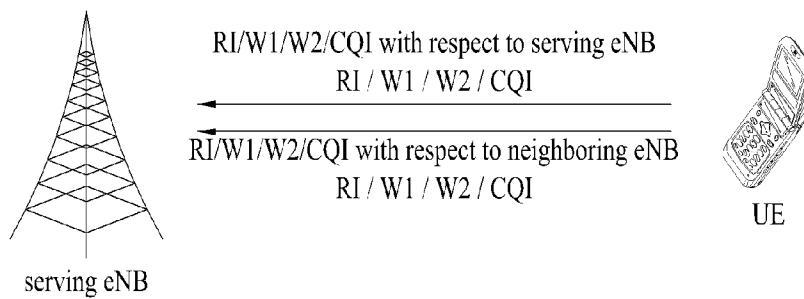 RI/W1/W2/CQI with respect to serving eNB
RI / W1 / W2 / CQI
RI/W1/W2/CQI with respect to neighboring eNB
RI / W1 / W2 / CQI
UE
serving eNB